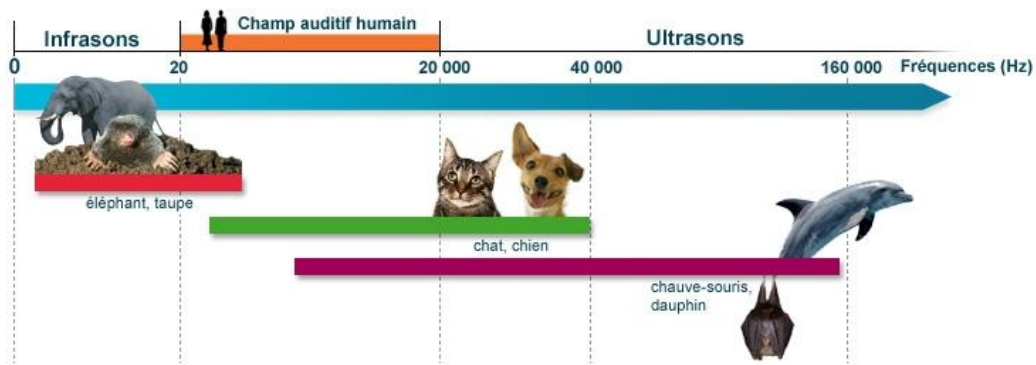 Champ auditif humain
Infrasons
Ultrasons
0
20
20 000
40 000
160 000
Fréquences (Hz)
éléphant, taupe
chat, chien
chauve-souris,
dauphin